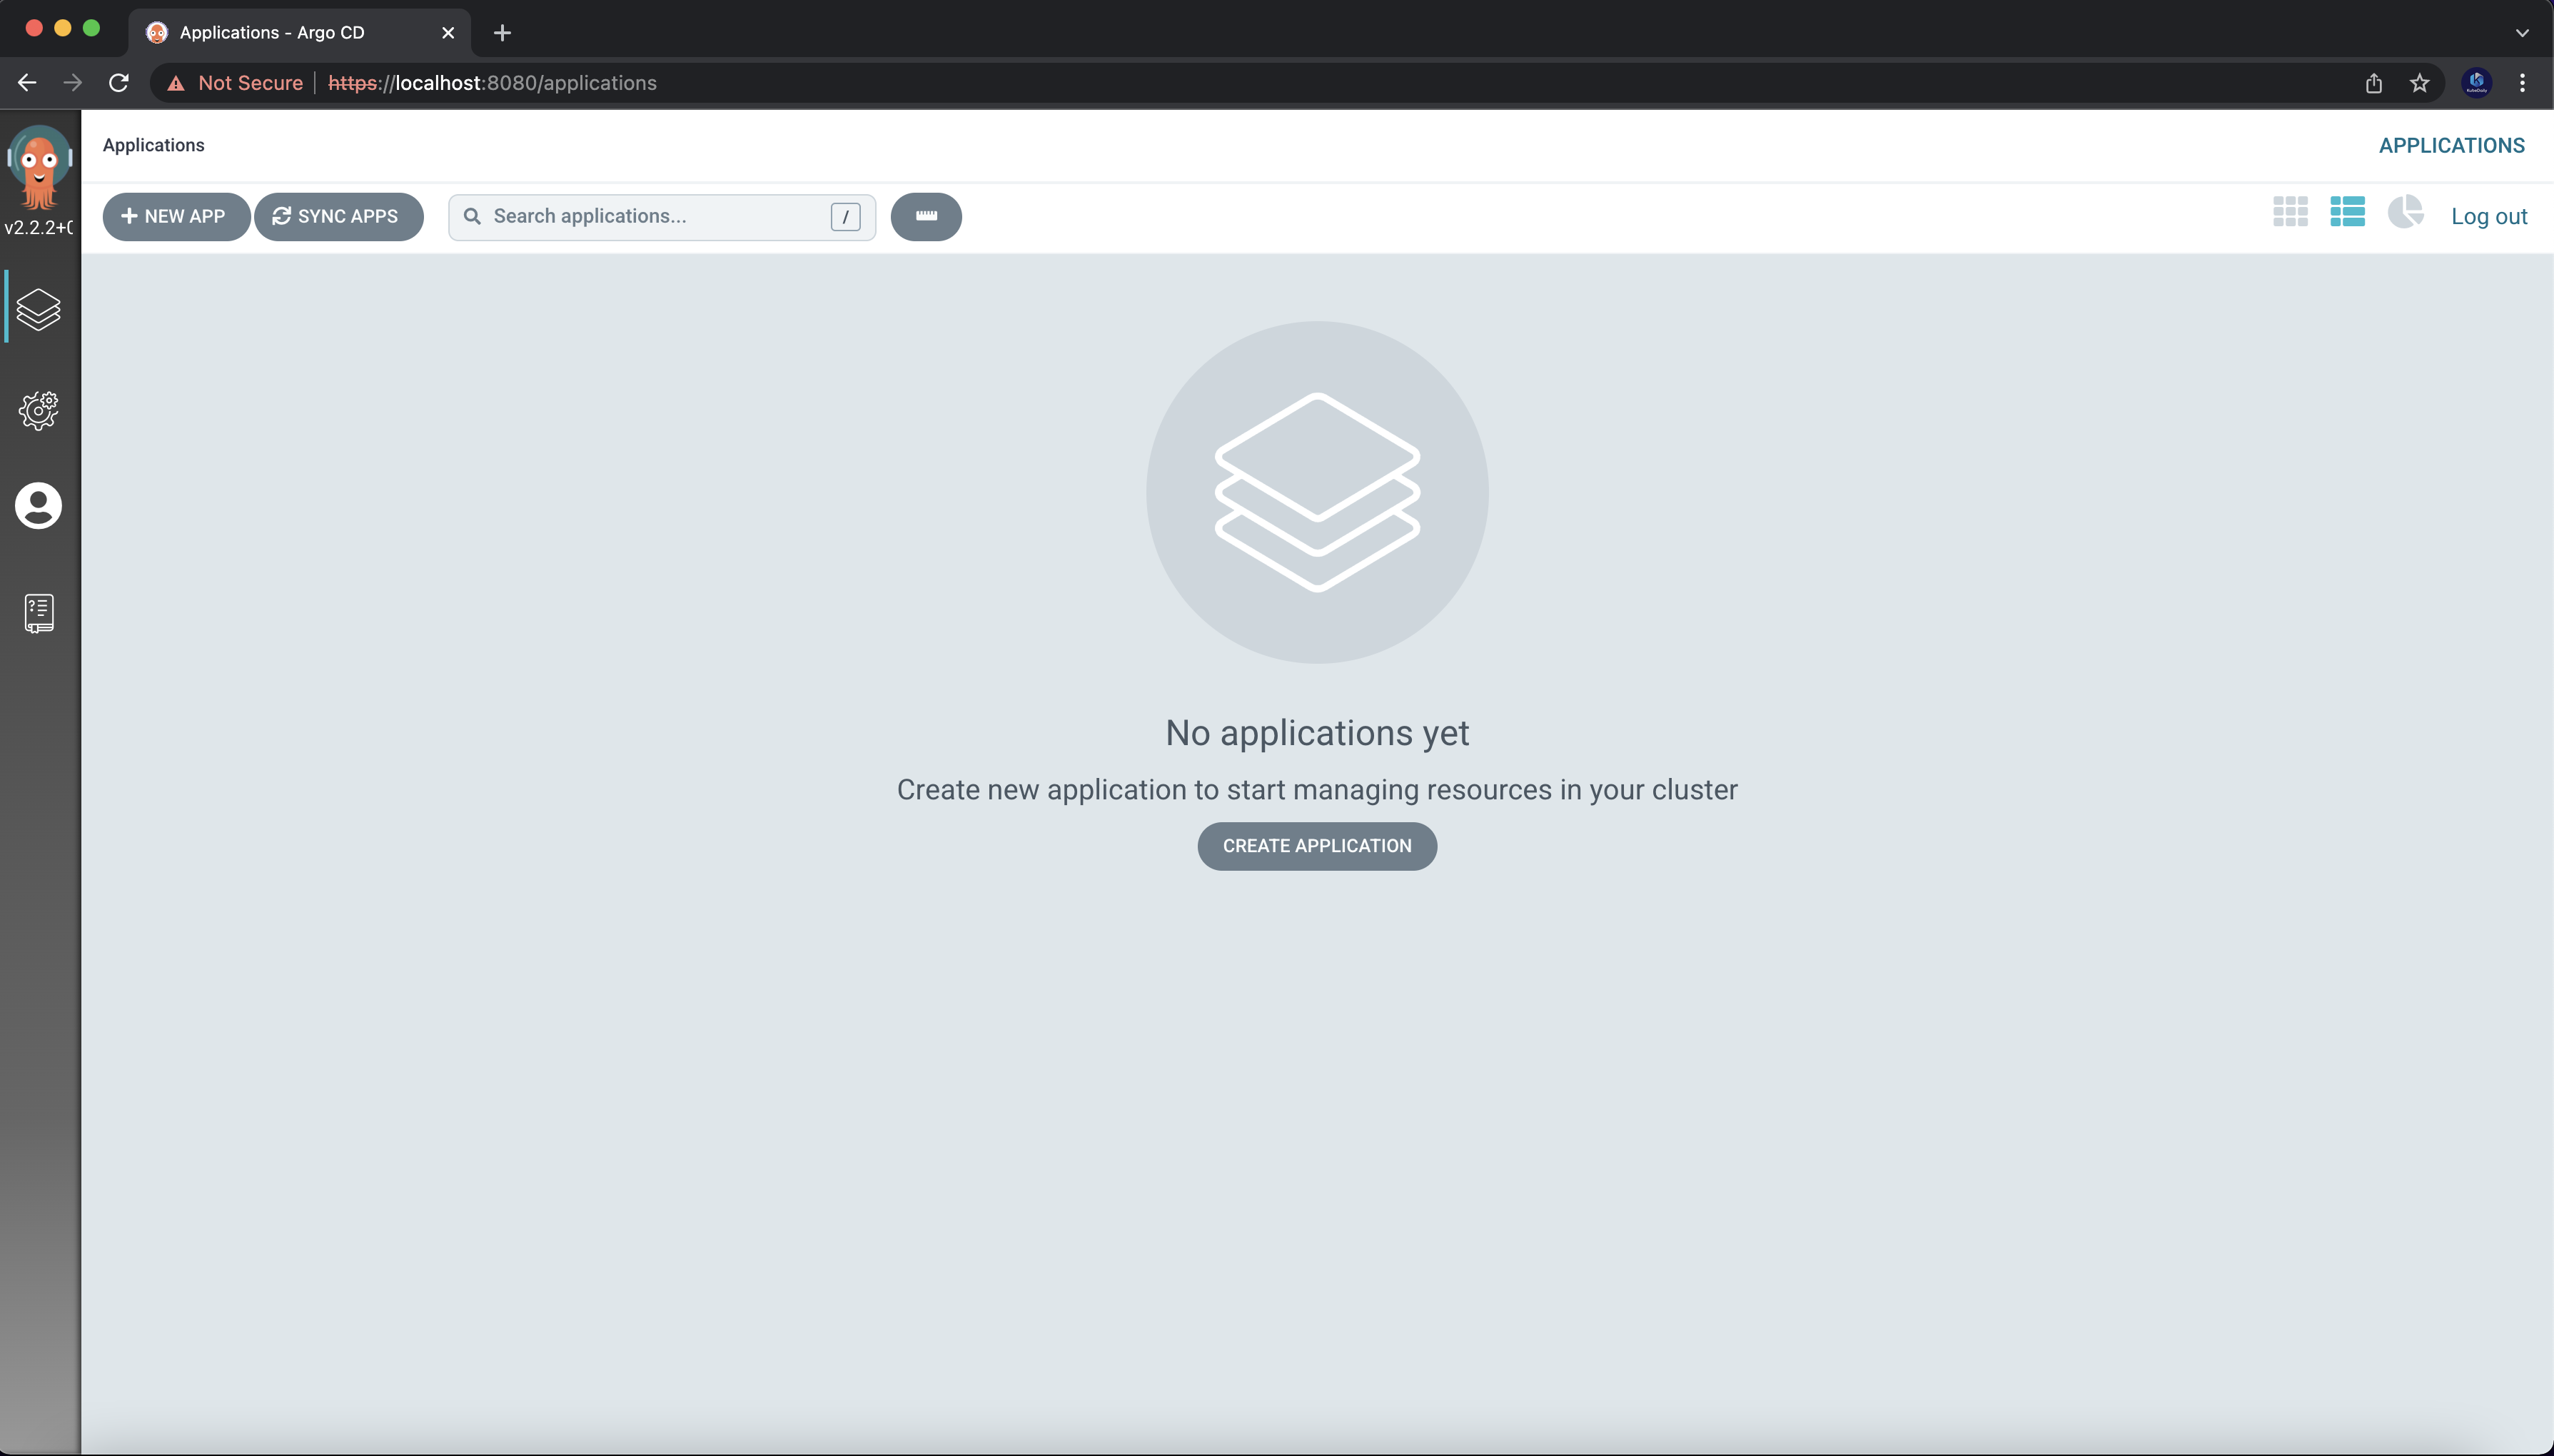 Applications - Argo CD
Not Secure https://localhost:8080/applications
Applications
APPLICATIONS
v2.2.2+
NEW APP
SYNC APPS
Search applications...
/
Log out
No applications yet
Create new application to start managing resources in your cluster
CREATE APPLICATION